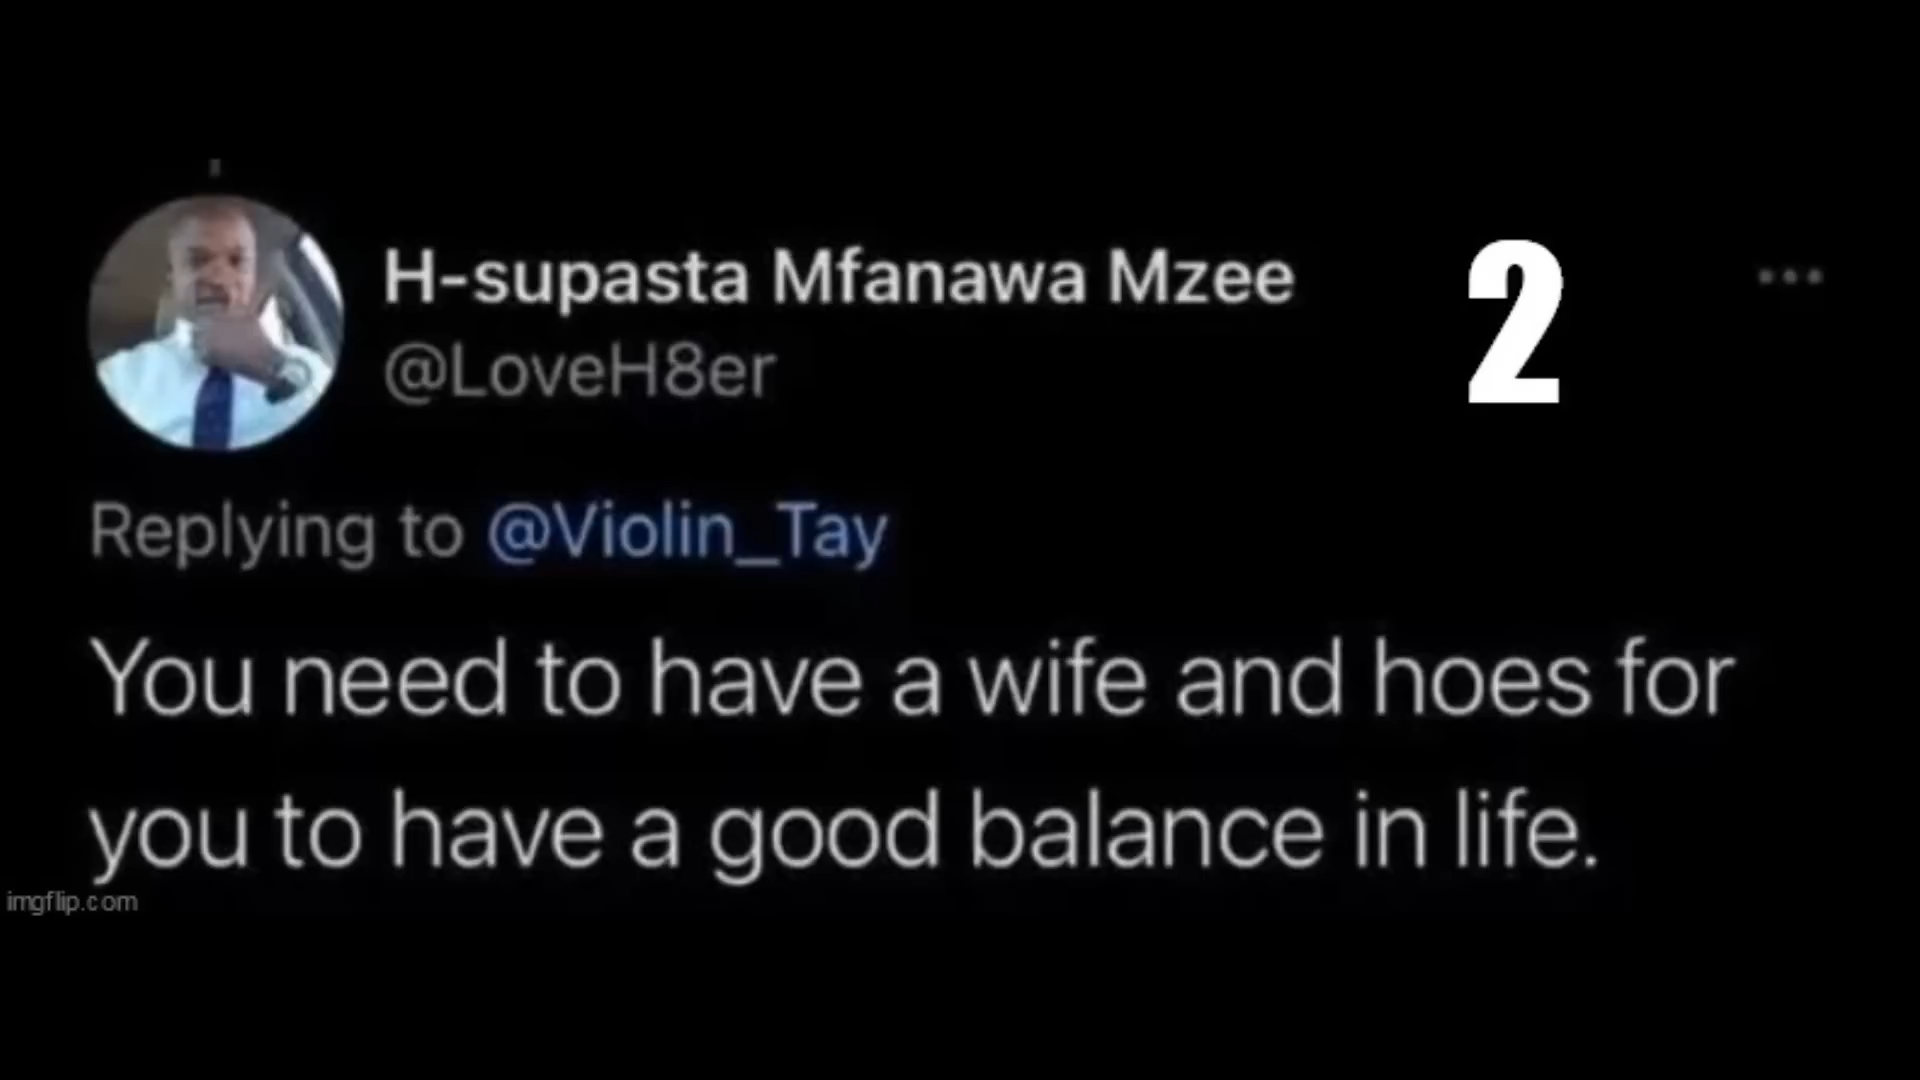 H-supasta Mfanawa Mzee
2
@LoveH8er
Replying to @Violin_Tay
You need to have a wife and hoes for
you to have a good balance in life.
imgflip.com